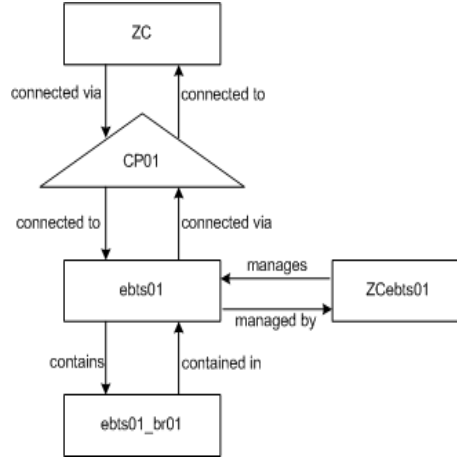 ZC
connected via
connected to
CP01
connected to
connected via
manages
ebts01
ZCebts01
managed by
contains
contained in
ebts01_br01